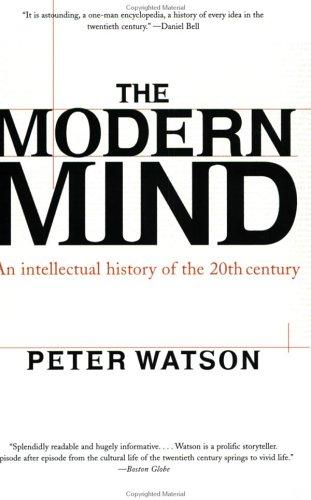 "It is astounding, a one-man encyclopedia, a history of every idea in the
twentieth century." —Daniel Bell
THE
MODERN
MIND
An intellectual history of the 20th century
PETER WATSON
"Splendidly readable and hugely informative. . . . Watson is a prolific storyteller.
Episode after episode from the cultural life of the twentieth century springs to vivid life."
—Boston Globe